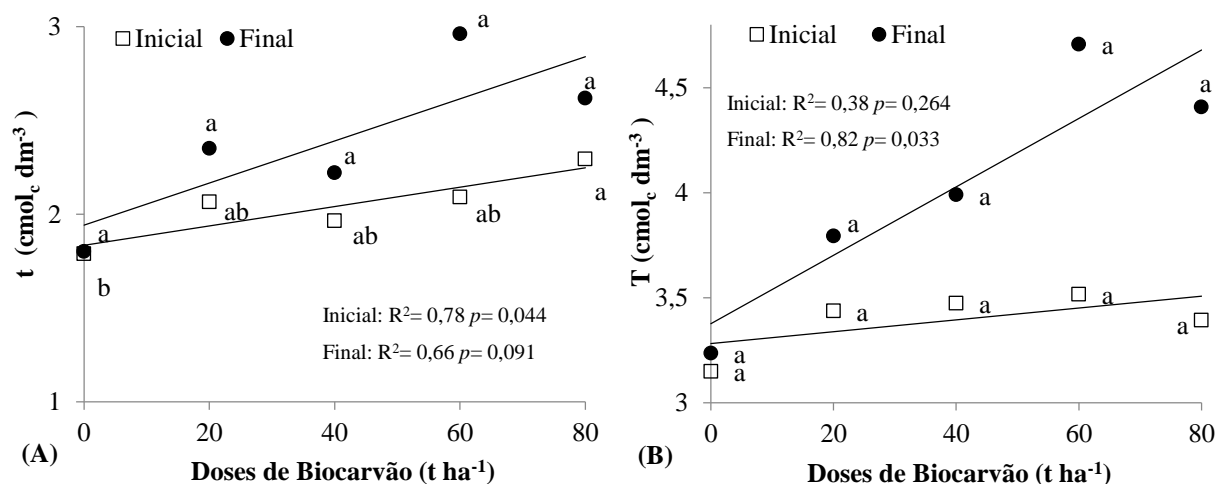 Inicial Final
t (cmol_c dm⁻³)
3
2
1
a
a
a
a
a
ab
ab
ab
a
b
Inicial: R²= 0,78 p= 0,044
Final: R²= 0,66 p= 0,091
0 20 40 60 80
(A)
Doses de Biocarvão (t ha⁻¹)
Inicial Final
T (cmol_c dm⁻³)
4,5
4
3,5
3
Inicial: R²= 0,38 p= 0,264
Final: R²= 0,82 p= 0,033
a
a
a
a
a
a
a
a
a
a
0 20 40 60 80
(B)
Doses de Biocarvão (t ha⁻¹)